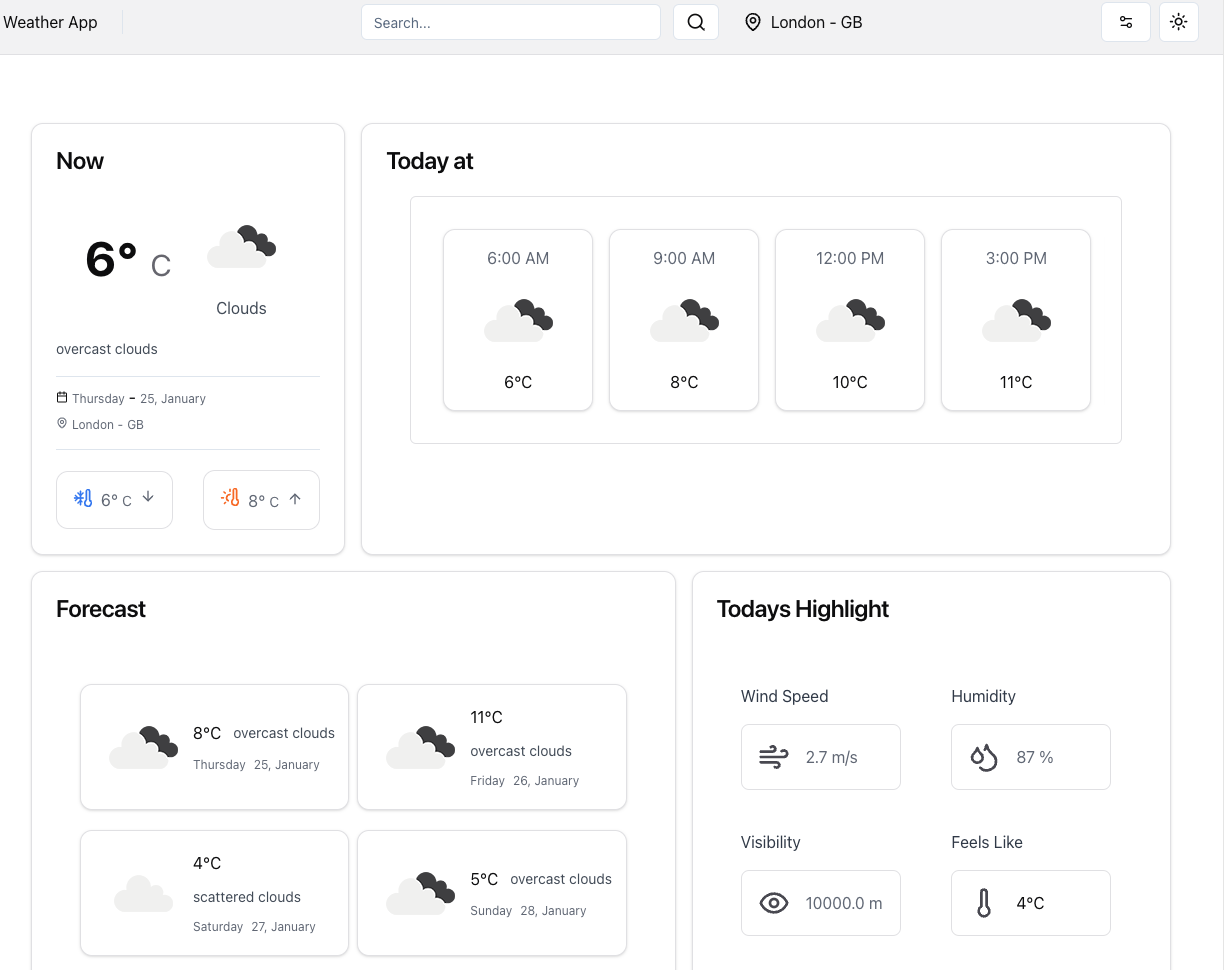 Weather App
Search...
London - GB
Now
6° C
Clouds
overcast clouds
Thursday - 25, January
London - GB
6° C
8° C
Today at
6:00 AM
6°C
9:00 AM
8°C
12:00 PM
10°C
3:00 PM
11°C
Forecast
8°C overcast clouds
Thursday 25, January
11°C
overcast clouds
Friday 26, January
4°C
scattered clouds
Saturday 27, January
5°C overcast clouds
Sunday 28, January
Todays Highlight
Wind Speed
2.7 m/s
Humidity
87 %
Visibility
10000.0 m
Feels Like
4°C